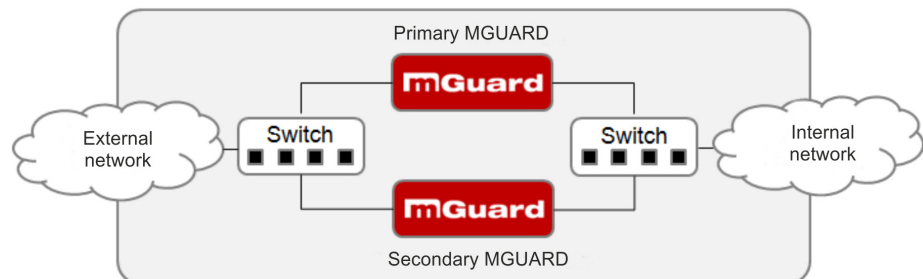 Primary MGUARD
mGuard
External
network
Switch
Switch
Internal
network
mGuard
Secondary MGUARD